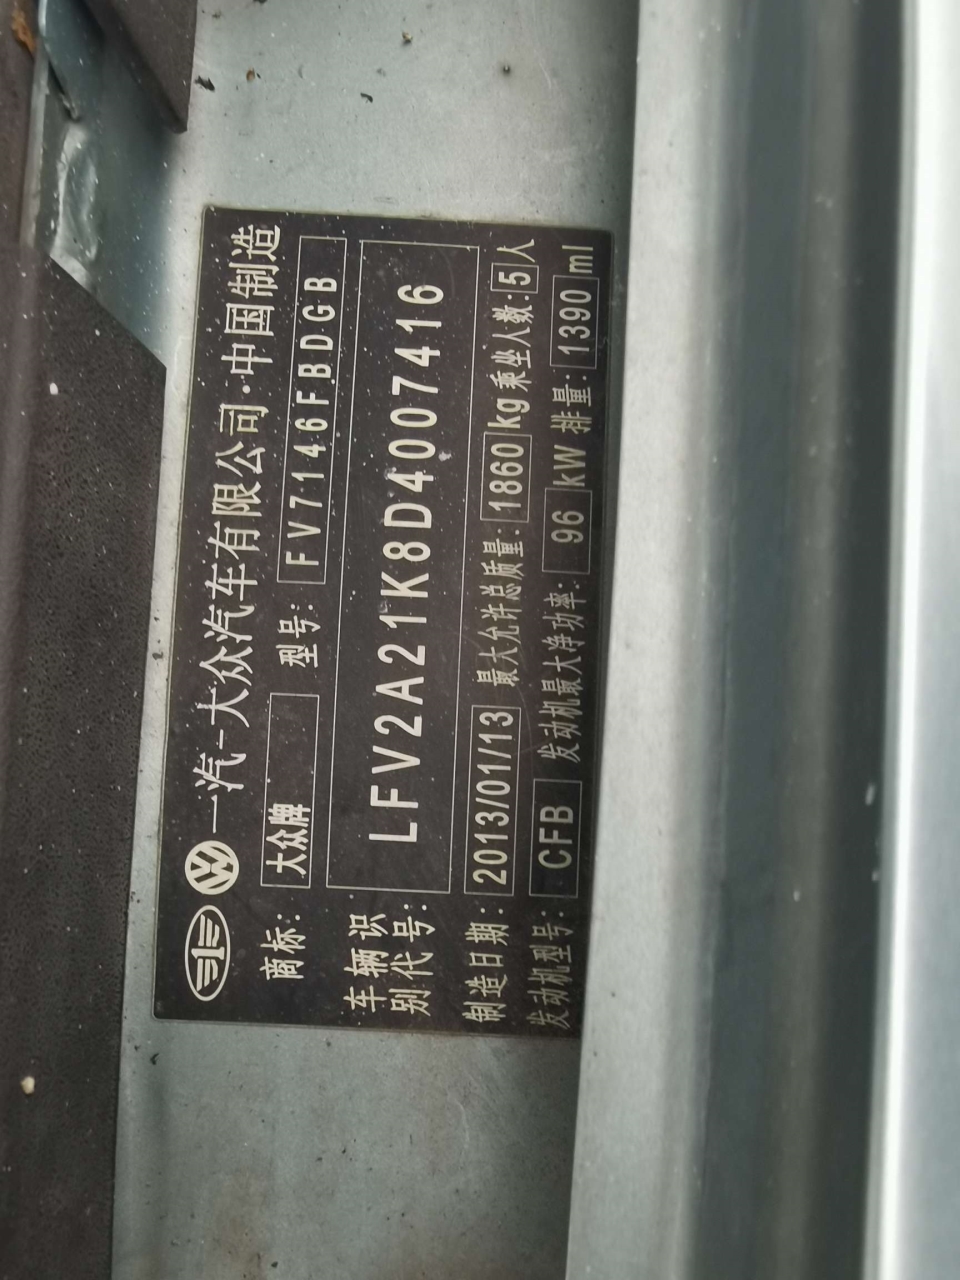 一汽-大众汽车有限公司·中国制造
商标: 大众牌 型号: FV7146FBDGB
车辆识别代号: LFV2A21K8D4007416
制造日期: 2013/01/13 最大允许总质量: 1860 kg 乘坐人数: 5 人
发动机型号: CFB 发动机最大净功率: 96 kW 排量: 1390 ml